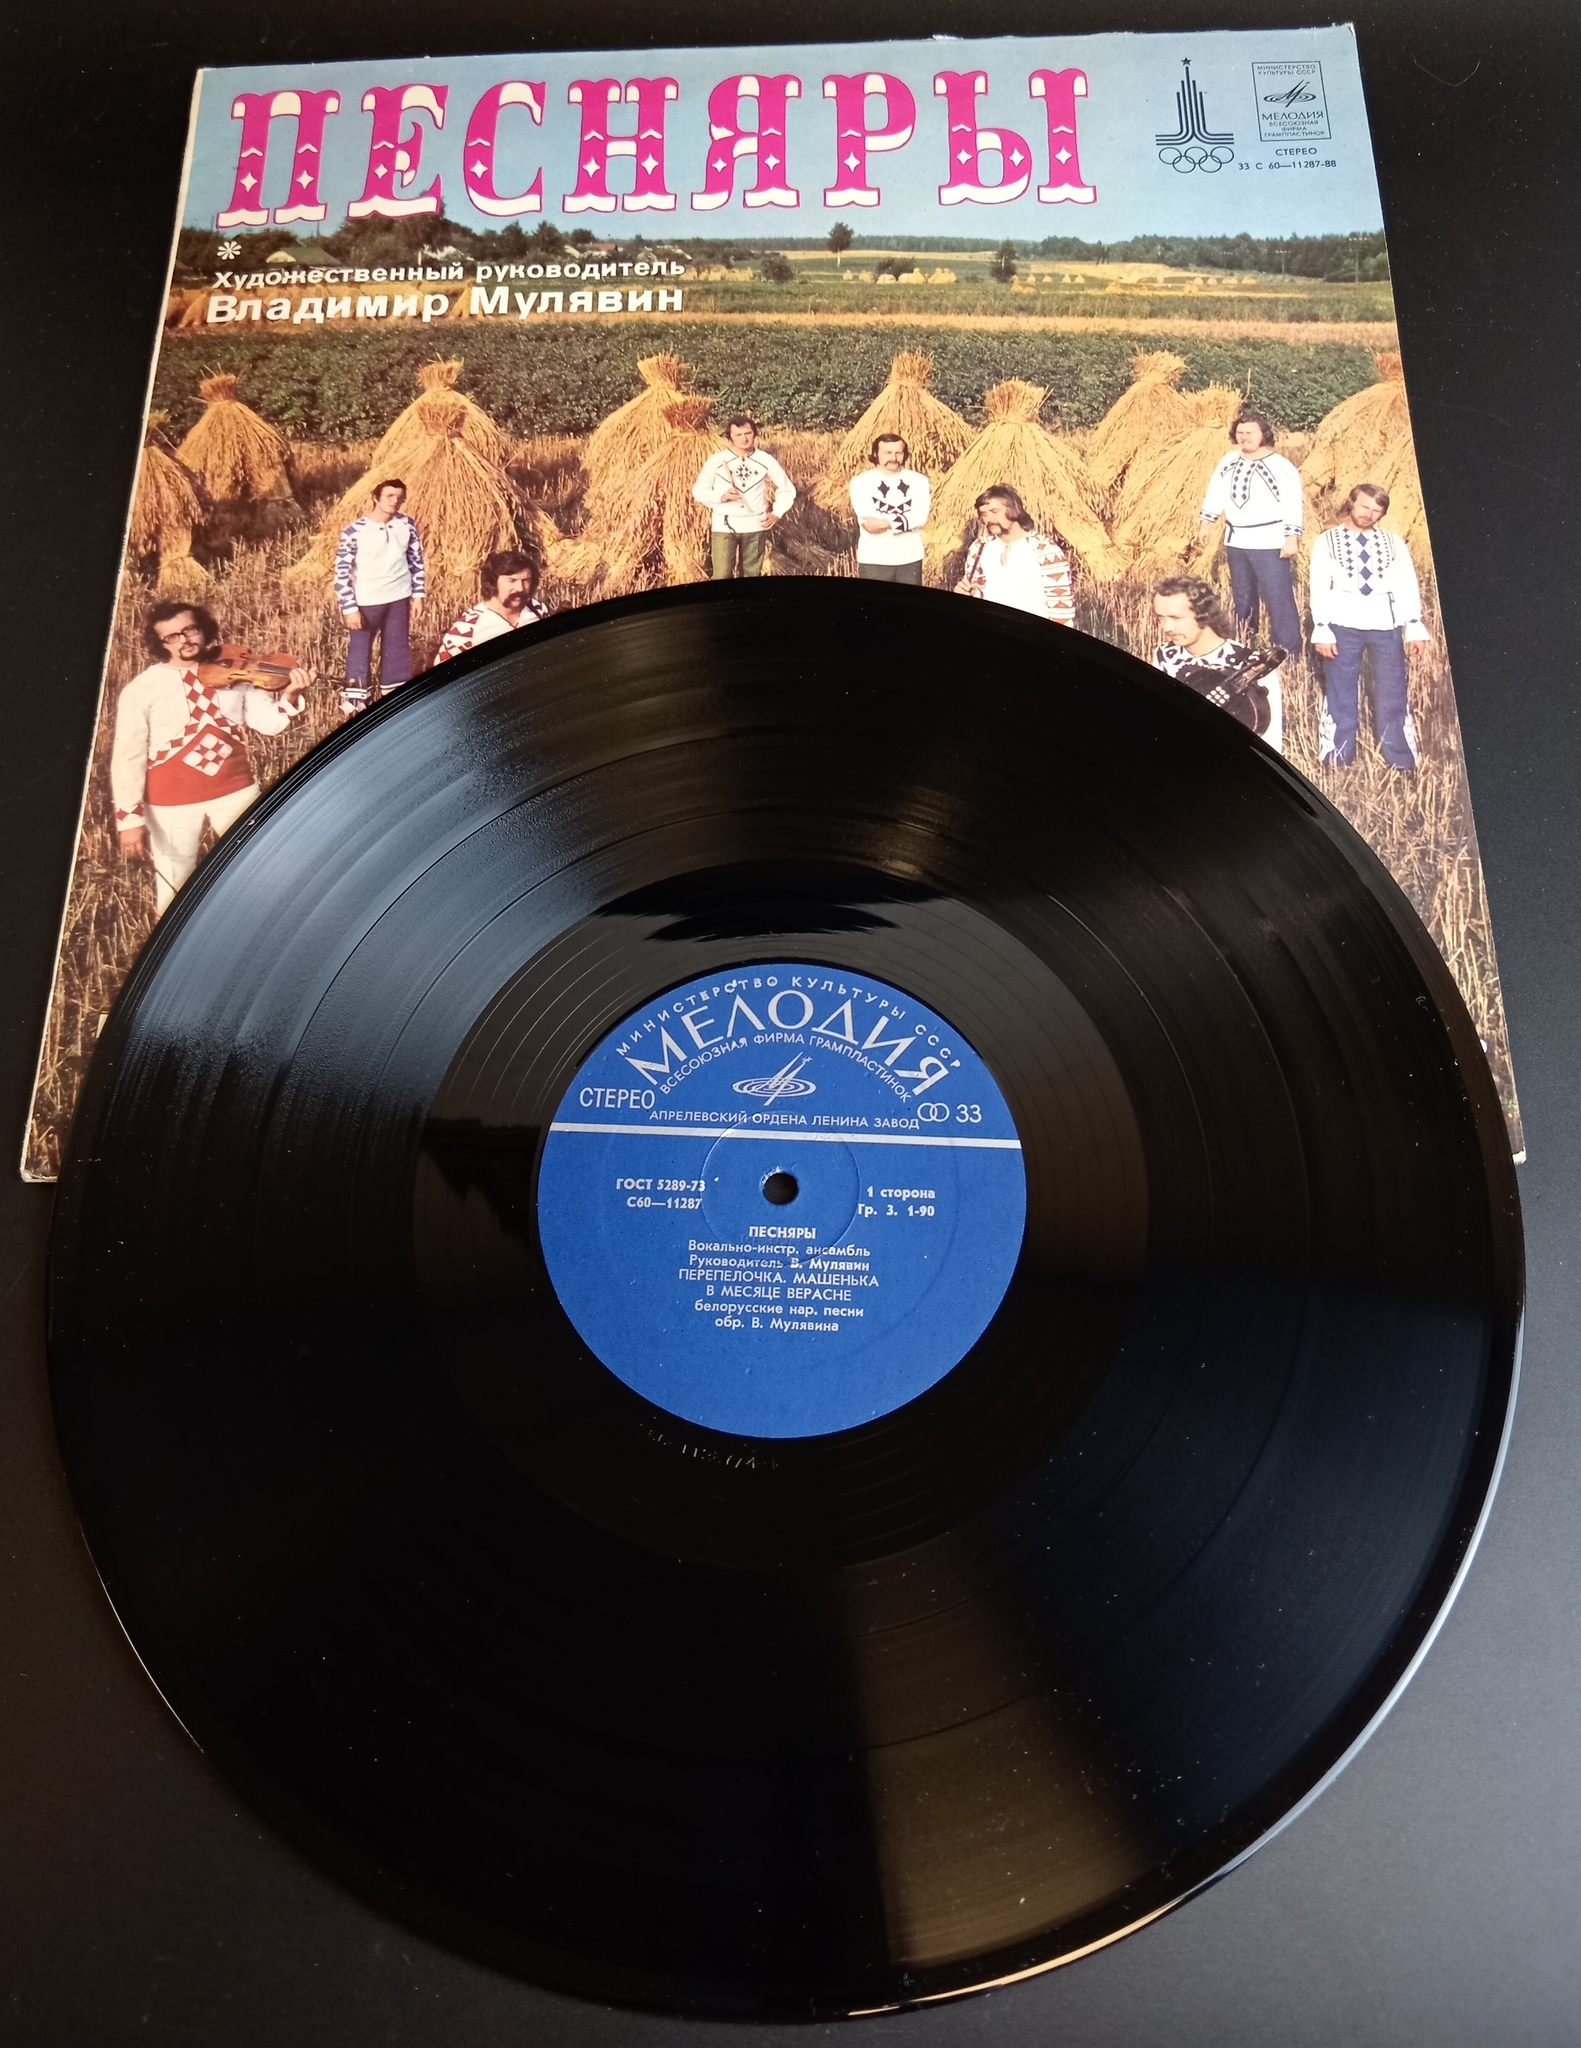 ПЕСНЯРЫ
Художественный руководитель
Владимир Мулявин
МИНИСТЕРСТВО
КУЛЬТУРЫ СССР
МЕЛОДИЯ
ВСЕСОЮЗНАЯ
ФИРМА
ГРАМПЛАСТИНОК
СТЕРЕО
33 С 60—11287-88
МИНИСТЕРСТВО КУЛЬТУРЫ СССР
МЕЛОДИЯ
ВСЕСОЮЗНАЯ ФИРМА ГРАМПЛАСТИНОК
СТЕРЕО
33
АПРЕЛЕВСКИЙ ОРДЕНА ЛЕНИНА ЗАВОД
ГОСТ 5289-73
С60—11287
1 сторона
Гр. 3. 1-90
ПЕСНЯРЫ
Вокально-инстр. ансамбль
Руководитель В. Мулявин
ПЕРЕПЕЛОЧКА. МАШЕНЬКА
В МЕСЯЦЕ ВЕРАСНЕ
белорусские нар. песни
обр. В. Мулявина